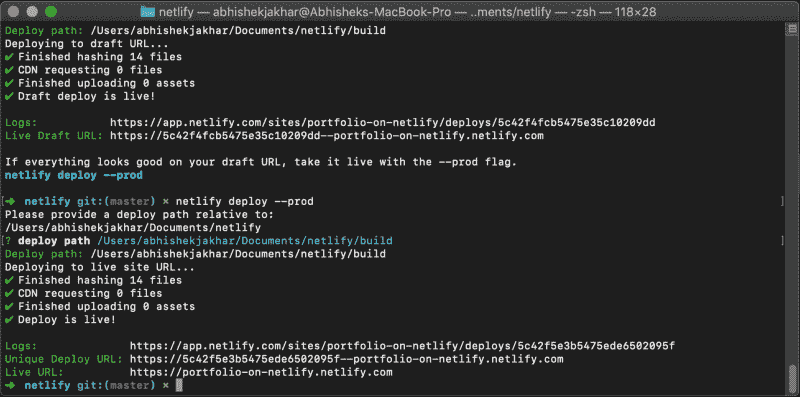 netlify — abhishekjakhar@Abhisheks-MacBook-Pro — ..ments/netlify — -zsh — 118×28
Deploy path: /Users/abhishekjakhar/Documents/netlify/build
Deploying to draft URL...
✔ Finished hashing 14 files
✔ CDN requesting 0 files
✔ Finished uploading 0 assets
✔ Draft deploy is live!
Logs: https://app.netlify.com/sites/portfolio-on-netlify/deploys/5c42f4fcb5475e35c10209dd
Live Draft URL: https://5c42f4fcb5475e35c10209dd--portfolio-on-netlify.netlify.com
If everything looks good on your draft URL, take it live with the --prod flag.
netlify deploy --prod
[➜ netlify git:(master) ✗ netlify deploy --prod ]
Please provide a deploy path relative to:
/Users/abhishekjakhar/Documents/netlify
[? deploy path /Users/abhishekjakhar/Documents/netlify/build ]
Deploy path: /Users/abhishekjakhar/Documents/netlify/build
Deploying to live site URL...
✔ Finished hashing 14 files
✔ CDN requesting 0 files
✔ Finished uploading 0 assets
✔ Deploy is live!
Logs: https://app.netlify.com/sites/portfolio-on-netlify/deploys/5c42f5e3b5475ede6502095f
Unique Deploy URL: https://5c42f5e3b5475ede6502095f--portfolio-on-netlify.netlify.com
Live URL: https://portfolio-on-netlify.netlify.com
➜ netlify git:(master) ✗